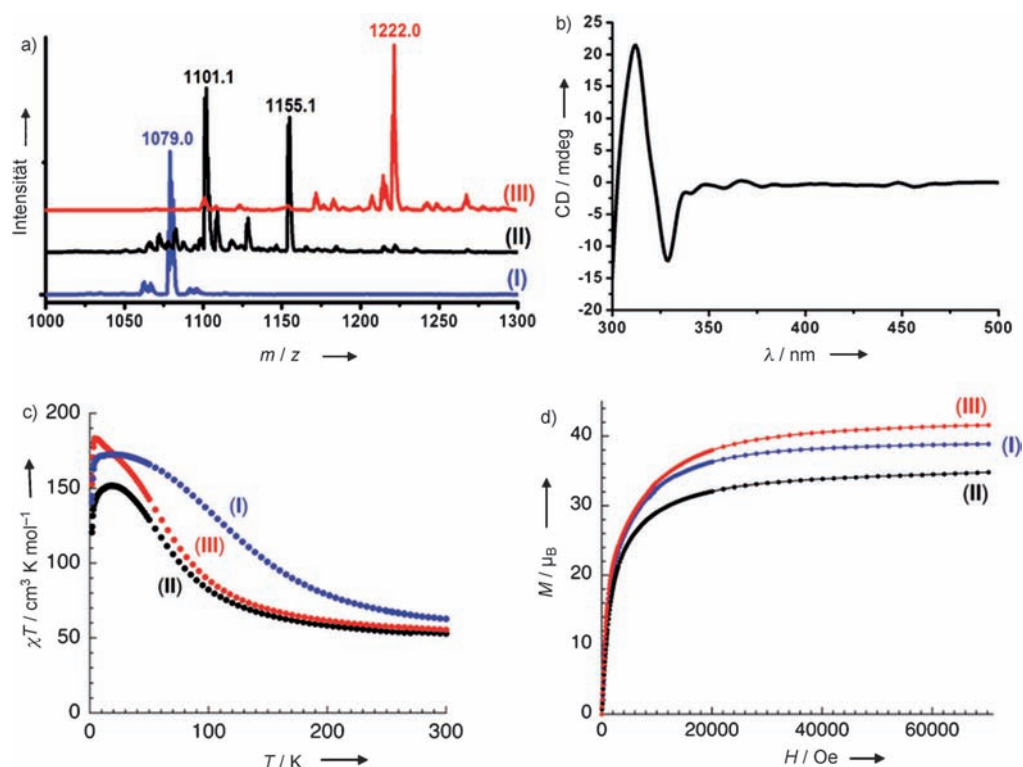 a)
1222.0
1101.1
1155.1
1079.0
(III)
(II)
(I)
Intensität
1000 1050 1100 1150 1200 1250 1300
m / z
b)
25
20
15
10
5
0
-5
-10
-15
-20
CD / mdeg
300 350 400 450 500
λ / nm
c)
200
150
100
50
0
χT / cm³ K mol⁻¹
(I)
(III)
(II)
0 100 200 300
T / K
d)
40
30
20
10
0
M / μB
(III)
(I)
(II)
0 20000 40000 60000
H / Oe